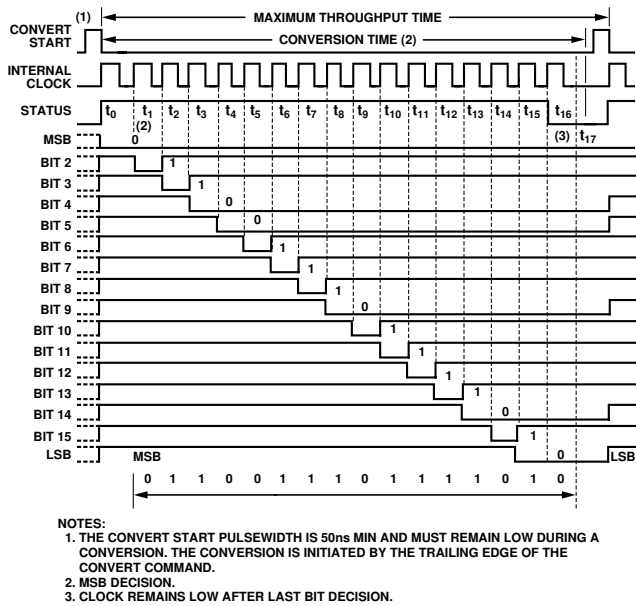 (1)
MAXIMUM THROUGHPUT TIME
CONVERT START
CONVERSION TIME (2)
INTERNAL CLOCK
STATUS t0 t1 t2 t3 t4 t5 t6 t7 t8 t9 t10 t11 t12 t13 t14 t15 t16
(2) (3) t17
MSB 0
BIT 2 1
BIT 3 1
BIT 4 0
BIT 5 0
BIT 6 1
BIT 7 1
BIT 8 1
BIT 9 0
BIT 10 1
BIT 11 1
BIT 12 1
BIT 13 1
BIT 14 0
BIT 15 1
LSB MSB 0 LSB
0 1 1 0 0 1 1 1 0 1 1 1 1 0 1 0
NOTES:
1. THE CONVERT START PULSEWIDTH IS 50ns MIN AND MUST REMAIN LOW DURING A
CONVERSION. THE CONVERSION IS INITIATED BY THE TRAILING EDGE OF THE
CONVERT COMMAND.
2. MSB DECISION.
3. CLOCK REMAINS LOW AFTER LAST BIT DECISION.